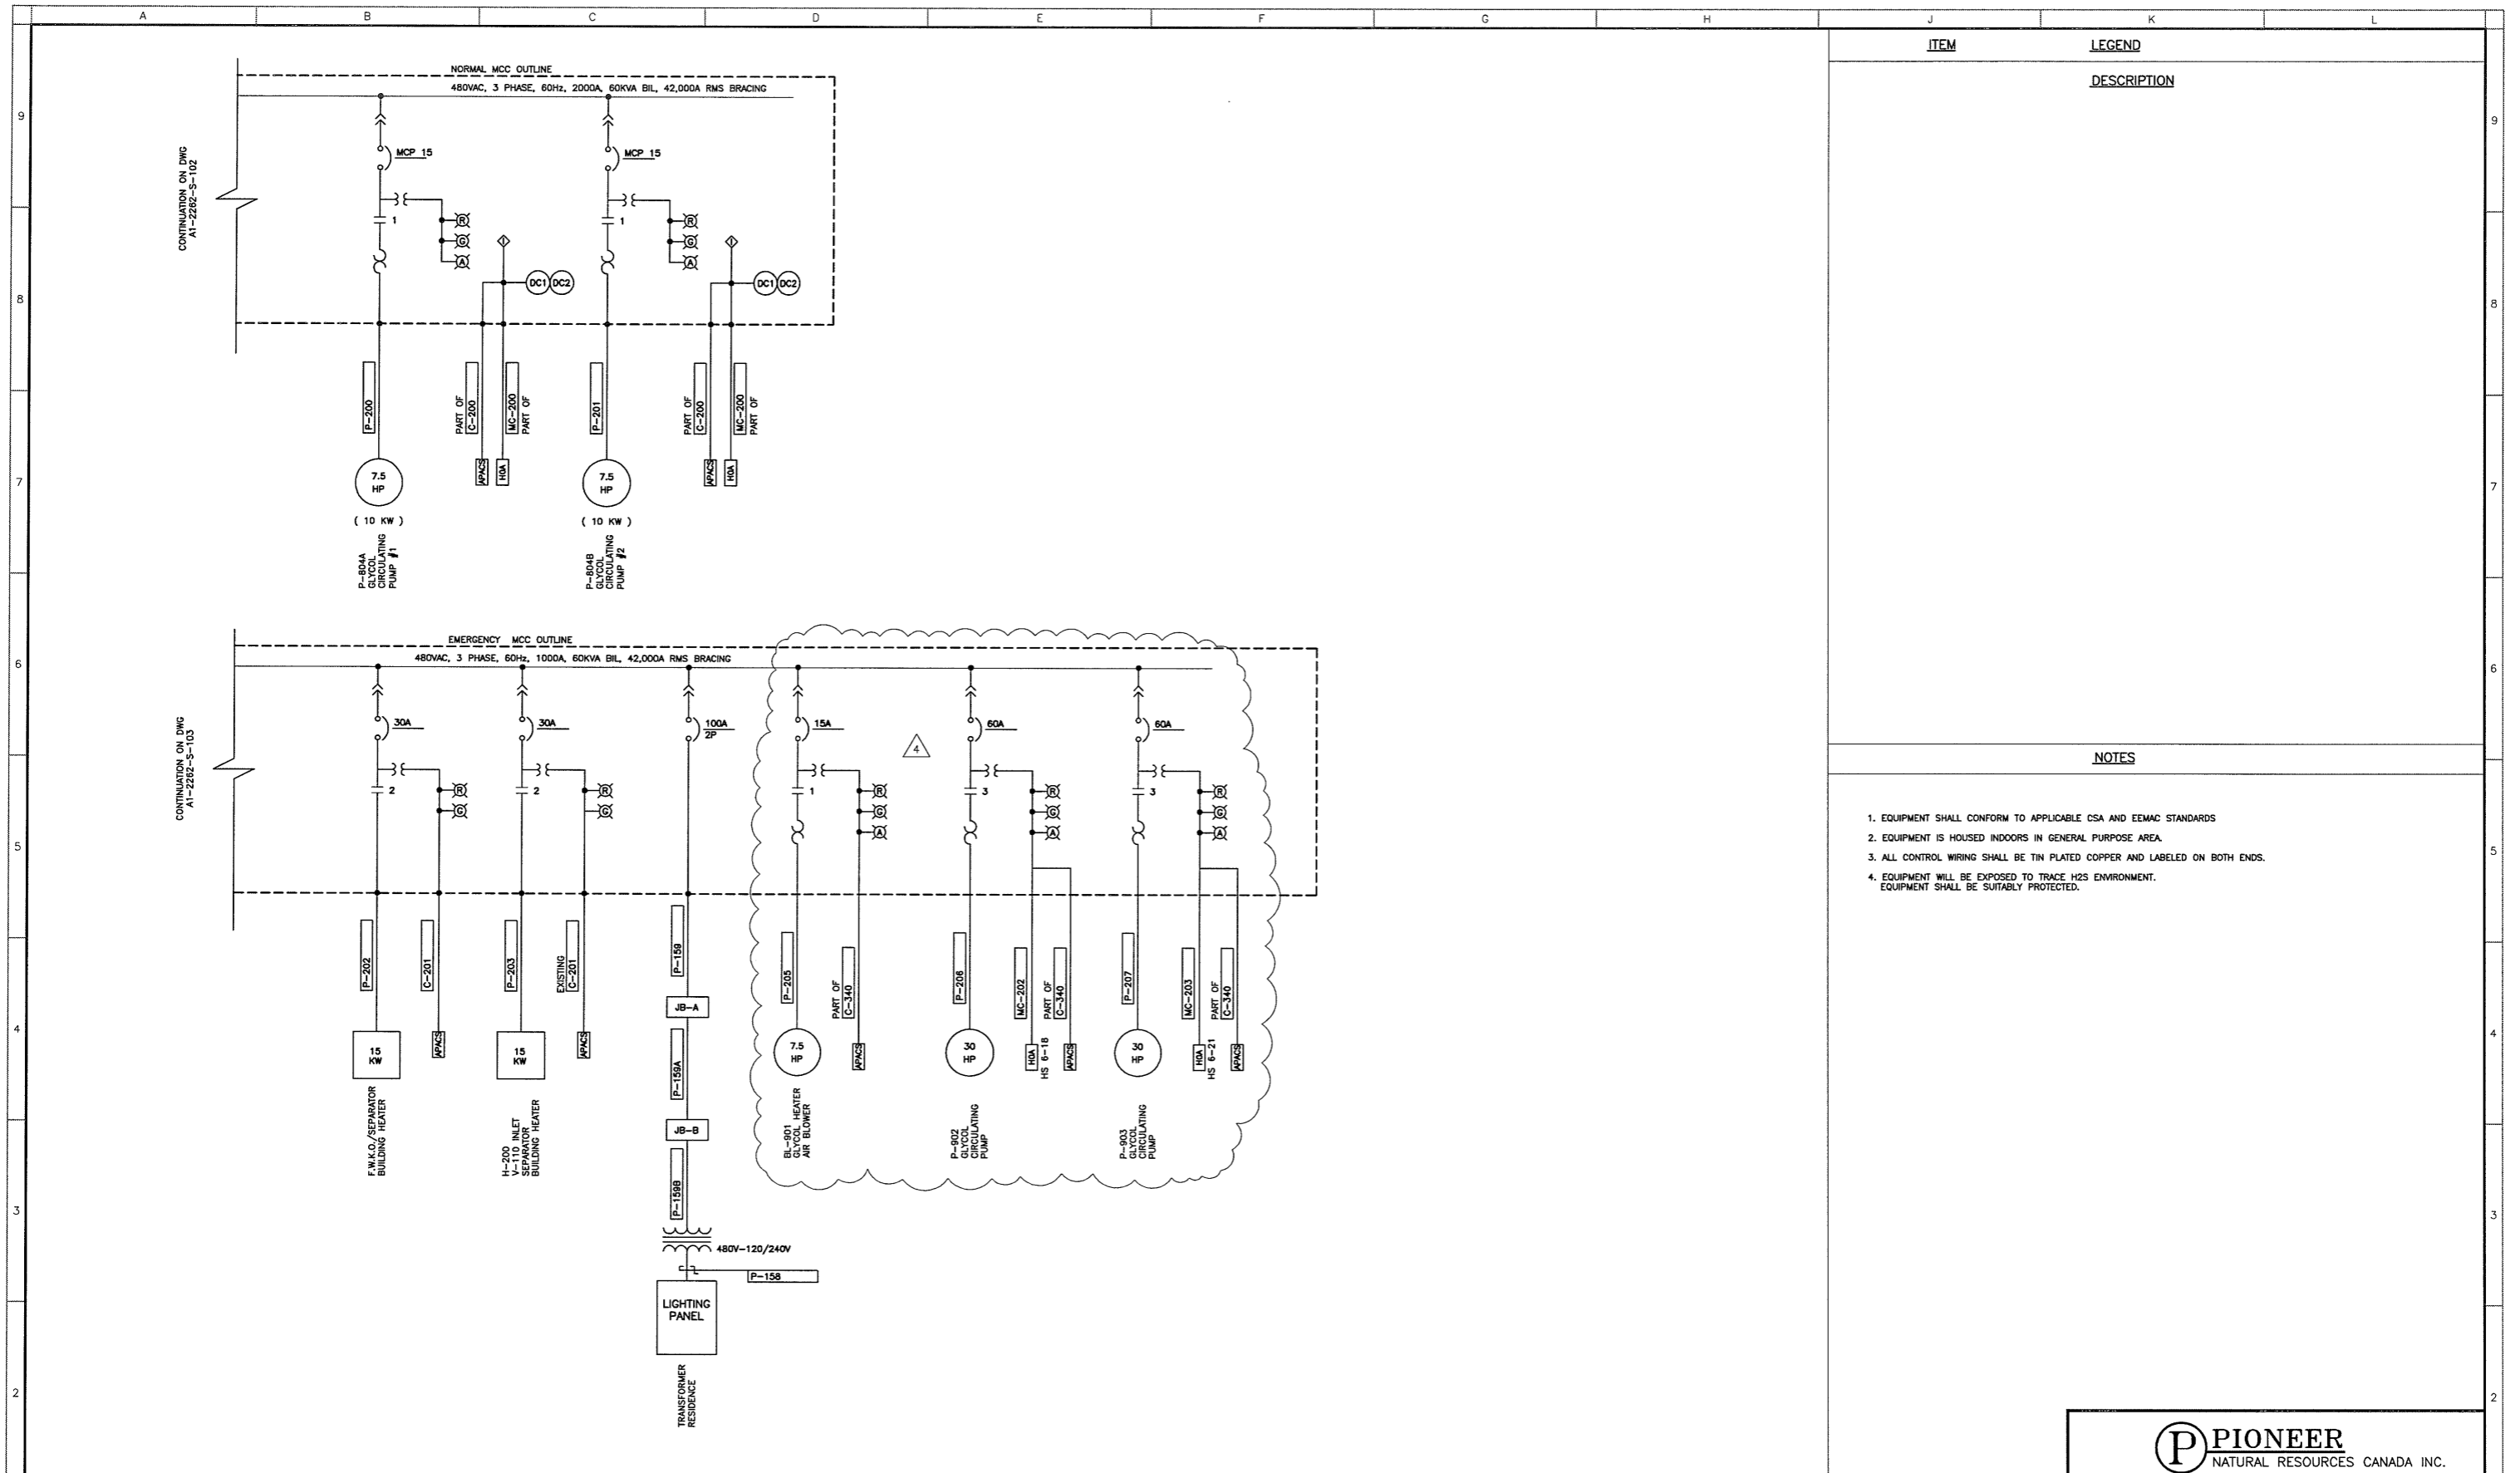 A B C D E F G H J K L
ITEM LEGEND
DESCRIPTION
NORMAL MCC OUTLINE
480VAC, 3 PHASE, 60Hz, 2000A, 60KVA BIL, 42,000A RMS BRACING
9 9
CONTINUATION ON DWG
A1-2262-S-102
MCP 15
MCP 15
1
R
G
A
1
R
G
A
I
DC1 DC2
I
DC1 DC2
8 8
P-200
PART OF
C-200
MC-200
PART OF
P-201
PART OF
C-200
MC-200
PART OF
7 7
7.5
HP
APACS
HOA
7.5
HP
APACS
HOA
( 10 KW )
( 10 KW )
P-804A
GLYCOL
CIRCULATING
PUMP #1
P-804B
GLYCOL
CIRCULATING
PUMP #2
EMERGENCY MCC OUTLINE
480VAC, 3 PHASE, 60Hz, 1000A, 60KVA BIL, 42,000A RMS BRACING
6 6
CONTINUATION ON DWG
A1-2262-S-103
30A
30A
100A
2P
15A
4
60A
60A
2
R
G
2
R
G
1
R
G
A
3
R
G
A
3
R
G
A
5 5
P-202
C-201
P-203
EXISTING
C-201
P-159
P-205
PART OF
C-340
P-206
MC-202
PART OF
C-340
P-207
MC-203
PART OF
C-340
JB-A
4 4
15
KW
APACS
15
KW
APACS
P-159A
7.5
HP
APACS
30
HP
HOA
HS 6-18
APACS
30
HP
HOA
HS 6-21
APACS
F.W.K.O./SEPARATOR
BUILDING HEATER
H-200
V-110 INLET
SEPARATOR
BUILDING HEATER
JB-B
BL-901
GLYCOL HEATER
AIR BLOWER
P-902
GLYCOL
CIRCULATING
PUMP
P-903
GLYCOL
CIRCULATING
PUMP
P-159B
3 3
480V-120/240V
P-158
LIGHTING
PANEL
TRANSFORMER
RESIDENCE
2 2
NOTES
1. EQUIPMENT SHALL CONFORM TO APPLICABLE CSA AND EEMAC STANDARDS
2. EQUIPMENT IS HOUSED INDOORS IN GENERAL PURPOSE AREA.
3. ALL CONTROL WIRING SHALL BE TIN PLATED COPPER AND LABELED ON BOTH ENDS.
4. EQUIPMENT WILL BE EXPOSED TO TRACE H2S ENVIRONMENT.
EQUIPMENT SHALL BE SUITABLY PROTECTED.
P PIONEER
NATURAL RESOURCES CANADA INC.